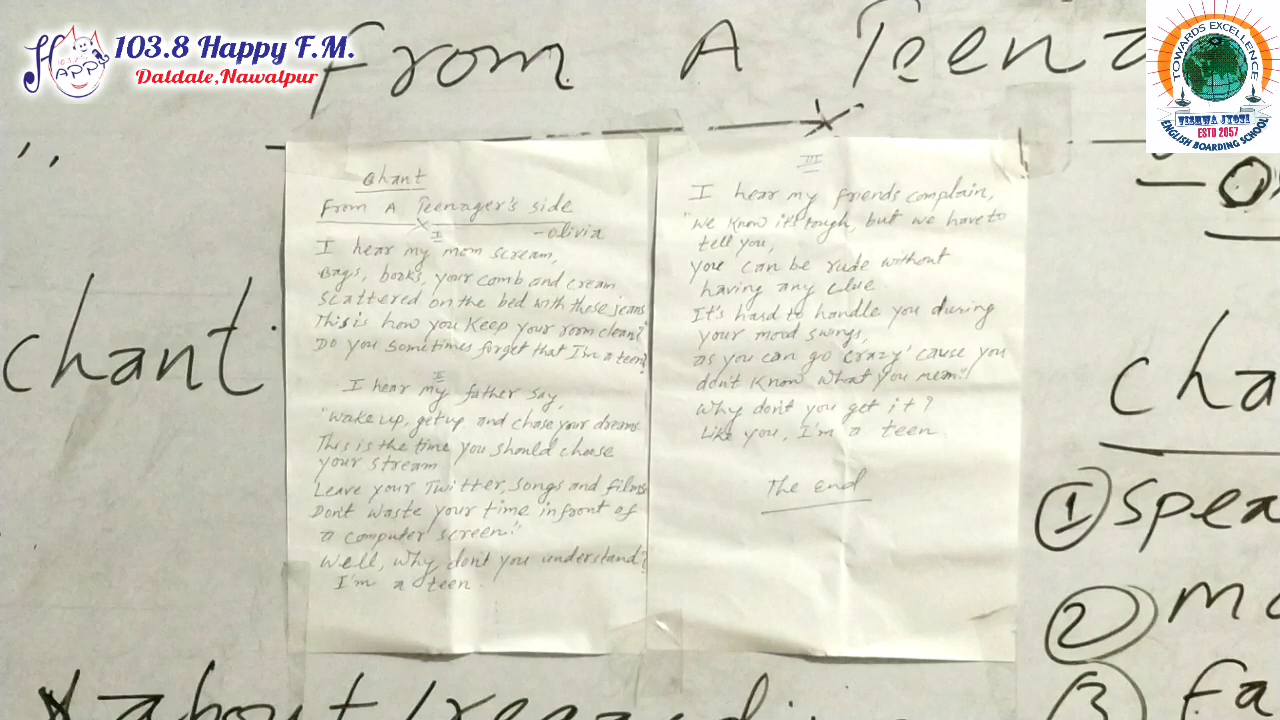 103.8 Happy F.M.
HAPPY
Daldale,Nawalpur
From A Teena
TOWARDS EXCELLENCE
VISHWA JYOTI
ESTD 2057
ENGLISH BOARDING SCHOOL
"
chant
From A Teenager's side
-olivia
I
I hear my mom scream,
Bags, books, your comb and cream
scattered on the bed with those jeans
This is how you keep your room clean?"
Do you sometimes forget that I'm a teen?
II
I hear my father say,
"Wake up, get up and chase your dreams
This is the time you should choose
your stream
Leave your Twitter, songs and films
Don't waste your time infront of
a computer screen."
Well, why don't you understand?
I'm a teen.
III
I hear my friends complain,
"We know it's tough, but we have to
tell you,
you can be rude without
having any clue.
It's hard to handle you during
your mood swings,
as you can go crazy 'cause you
don't know what you mean."
Why don't you get it?
Like you, I'm a teen.
The end
chant
cha
① Spea
②
③ Fa
about/